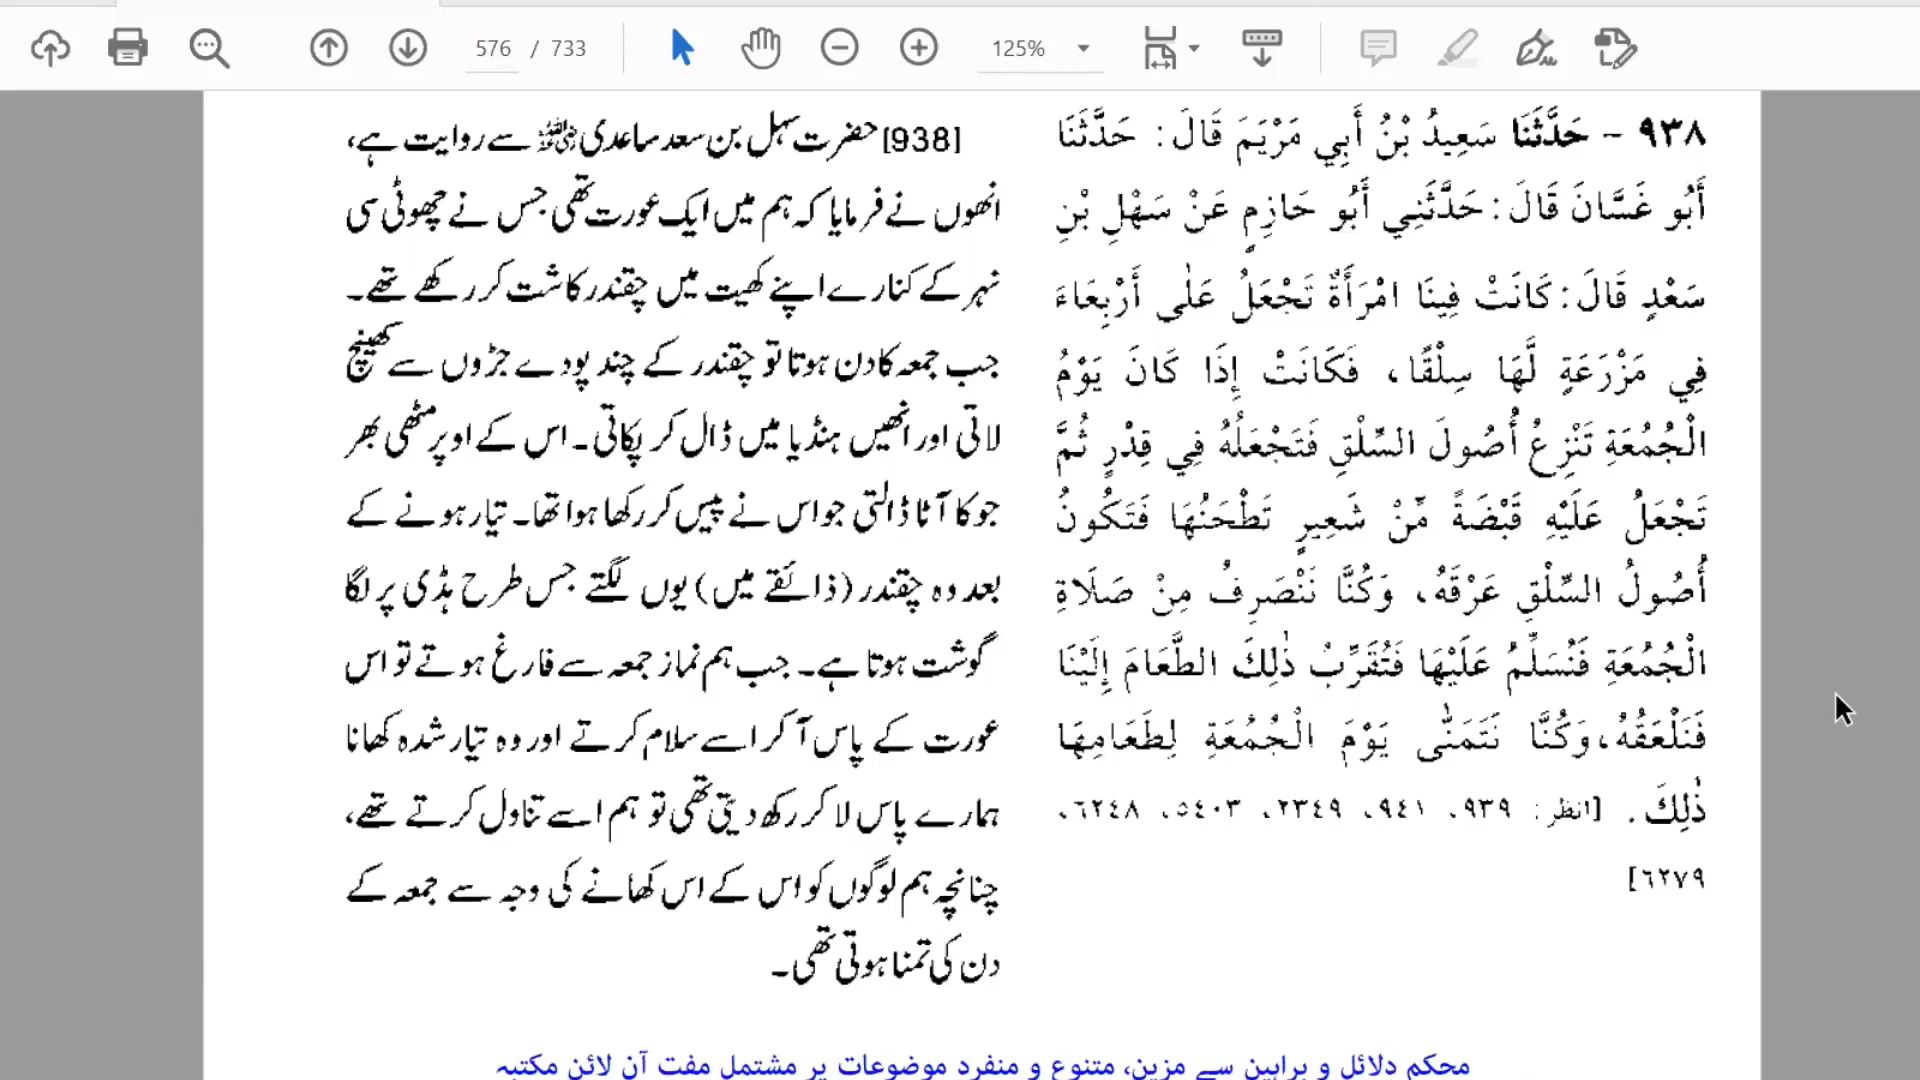 576 / 733
125%
٩٣٨ - حَدَّثَنَا سَعِيدُ بْنُ أَبِي مَرْيَمَ قَالَ: حَدَّثَنَا
أَبُو غَسَّانَ قَالَ: حَدَّثَنِي أَبُو حَازِمٍ عَنْ سَهْلِ بْنِ
سَعْدٍ قَالَ: كَانَتْ فِينَا امْرَأَةٌ تَجْعَلُ عَلٰى أَرْبِعَاءَ
فِي مَزْرَعَةٍ لَّهَا سِلْقًا، فَكَانَتْ إِذَا كَانَ يَوْمُ
الْجُمُعَةِ تَنْزِعُ أُصُولَ السِّلْقِ فَتَجْعَلُهُ فِي قِدْرٍ ثُمَّ
تَجْعَلُ عَلَيْهِ قَبْضَةً مِّنْ شَعِيرٍ تَطْحَنُهَا فَتَكُونُ
أُصُولُ السِّلْقِ عَرْقَهُ، وَكُنَّا نَنْصَرِفُ مِنْ صَلَاةِ
الْجُمُعَةِ فَنُسَلِّمُ عَلَيْهَا فَتُقَرِّبُ ذٰلِكَ الطَّعَامَ إِلَيْنَا
فَنَلْعَقُهُ، وَكُنَّا نَتَمَنّٰى يَوْمَ الْجُمُعَةِ لِطَعَامِهَا
ذٰلِكَ. [انظر: ٩٣٩، ٩٤١، ٢٣٤٩، ٥٤٠٣، ٦٢٤٨،
٦٢٧٩]
[938] حضرت سہل بن سعد ساعدی ؓ سے روایت ہے،
انھوں نے فرمایا کہ ہم میں ایک عورت تھی جس نے چھوٹی سی
نہر کے کنارے اپنے کھیت میں چقندر کاشت کر رکھے تھے۔
جب جمعہ کا دن ہوتا تو چقندر کے چند پودے جڑوں سے کھینچ
لاتی اور انھیں ہنڈیا میں ڈال کر پکاتی۔ اس کے اوپر مٹھی بھر
جو کا آٹا ڈالتی جو اس نے پیس کر رکھا ہوا تھا۔ تیار ہونے کے
بعد وہ چقندر (ذائقے میں) یوں لگتے جس طرح ہڈی پر لگا
گوشت ہوتا ہے۔ جب ہم نماز جمعہ سے فارغ ہوتے تو اس
عورت کے پاس آ کر اسے سلام کرتے اور وہ تیار شدہ کھانا
ہمارے پاس لا کر رکھ دیتی تھی تو ہم اسے تناول کرتے تھے،
چنانچہ ہم لوگوں کو اس کے اس کھانے کی وجہ سے جمعہ کے
دن کی تمنا ہوتی تھی۔
محکم دلائل و براہین سے مزین، متنوع و منفرد موضوعات پر مشتمل مفت آن لائن مکتبہ